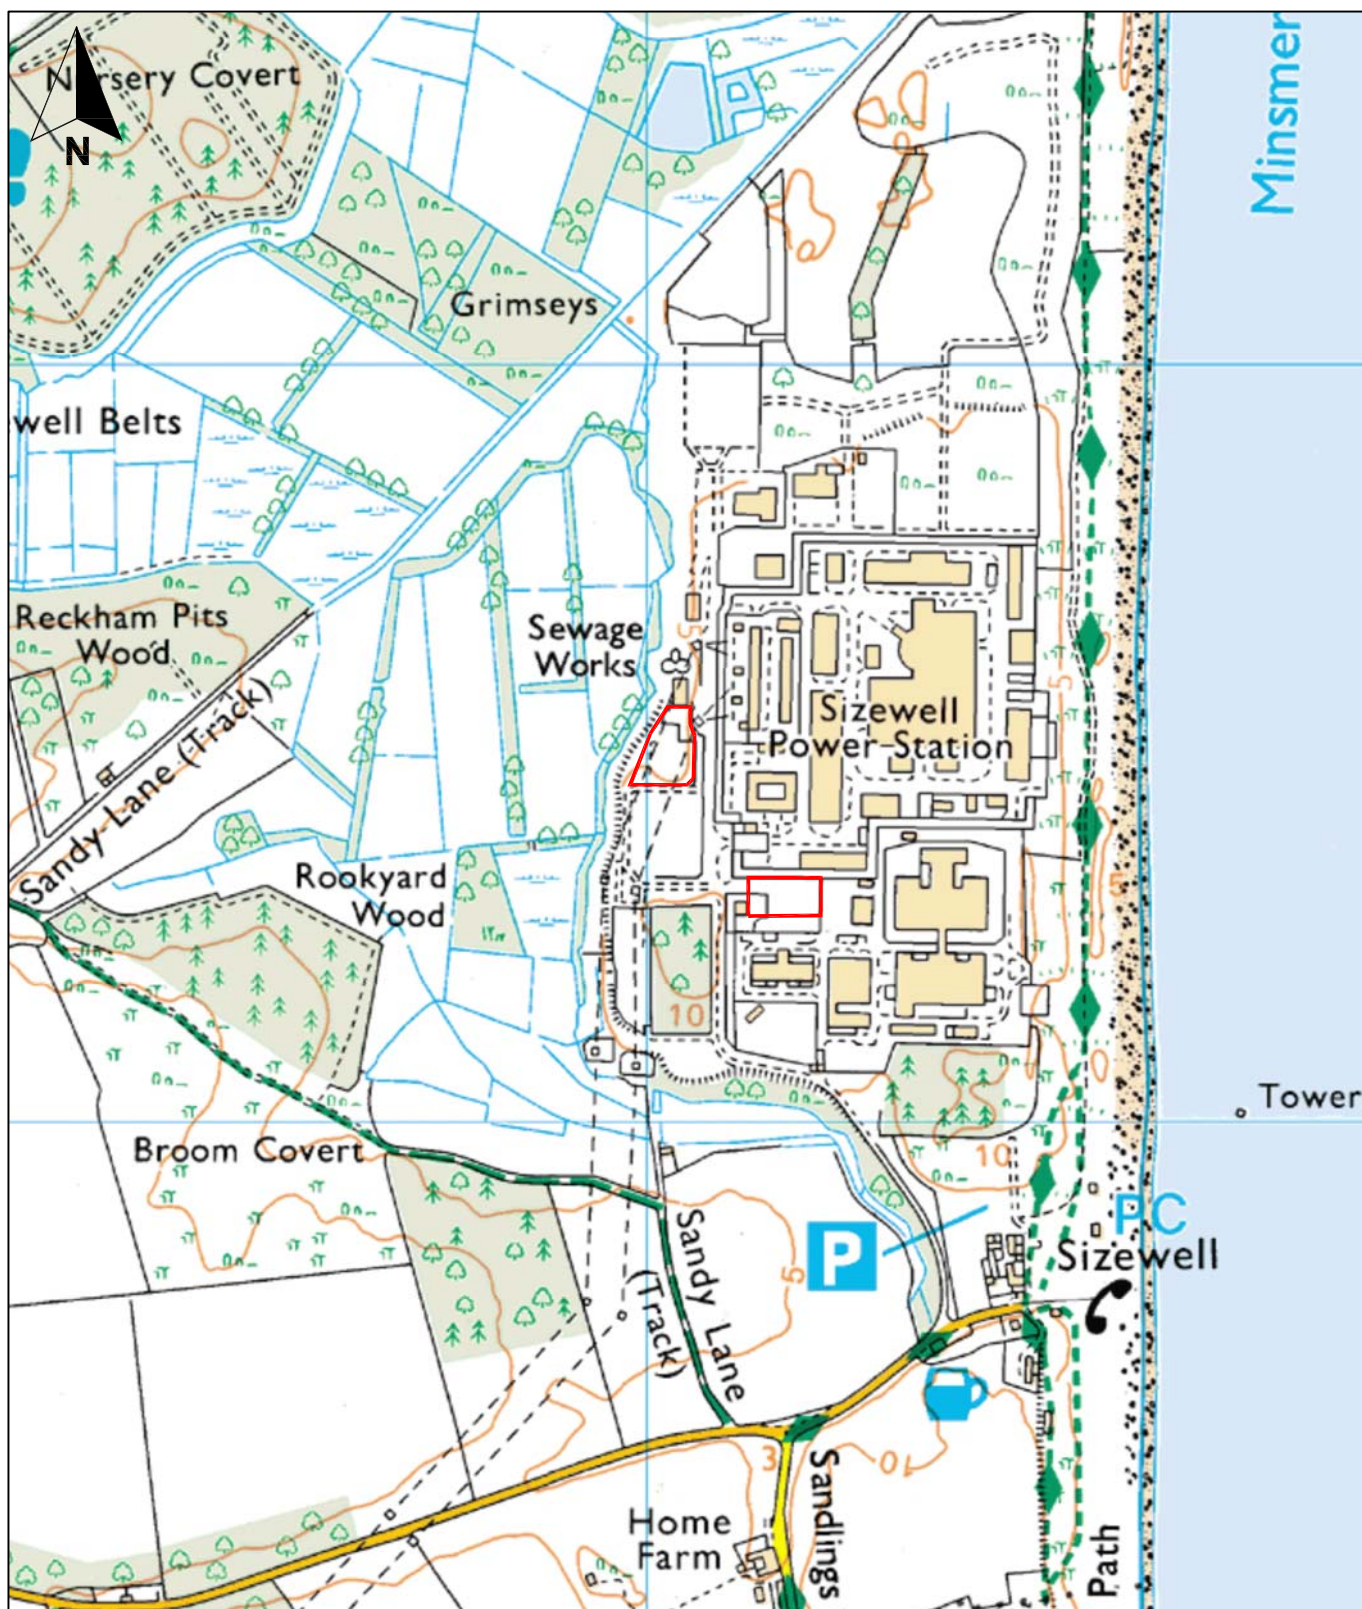 Nursery Covert
N
Minsmer
Grimseys
well Belts
Reckham Pits
Wood
Sewage
Works
Sizewell
Power Station
5
5
5
Sandy Lane (Track)
Rookyard
Wood
10
Tower
Broom Covert
10
PC
Sizewell
P
5
Sandy Lane
(Track)
3
10
Sandlings
Path
Home
Farm